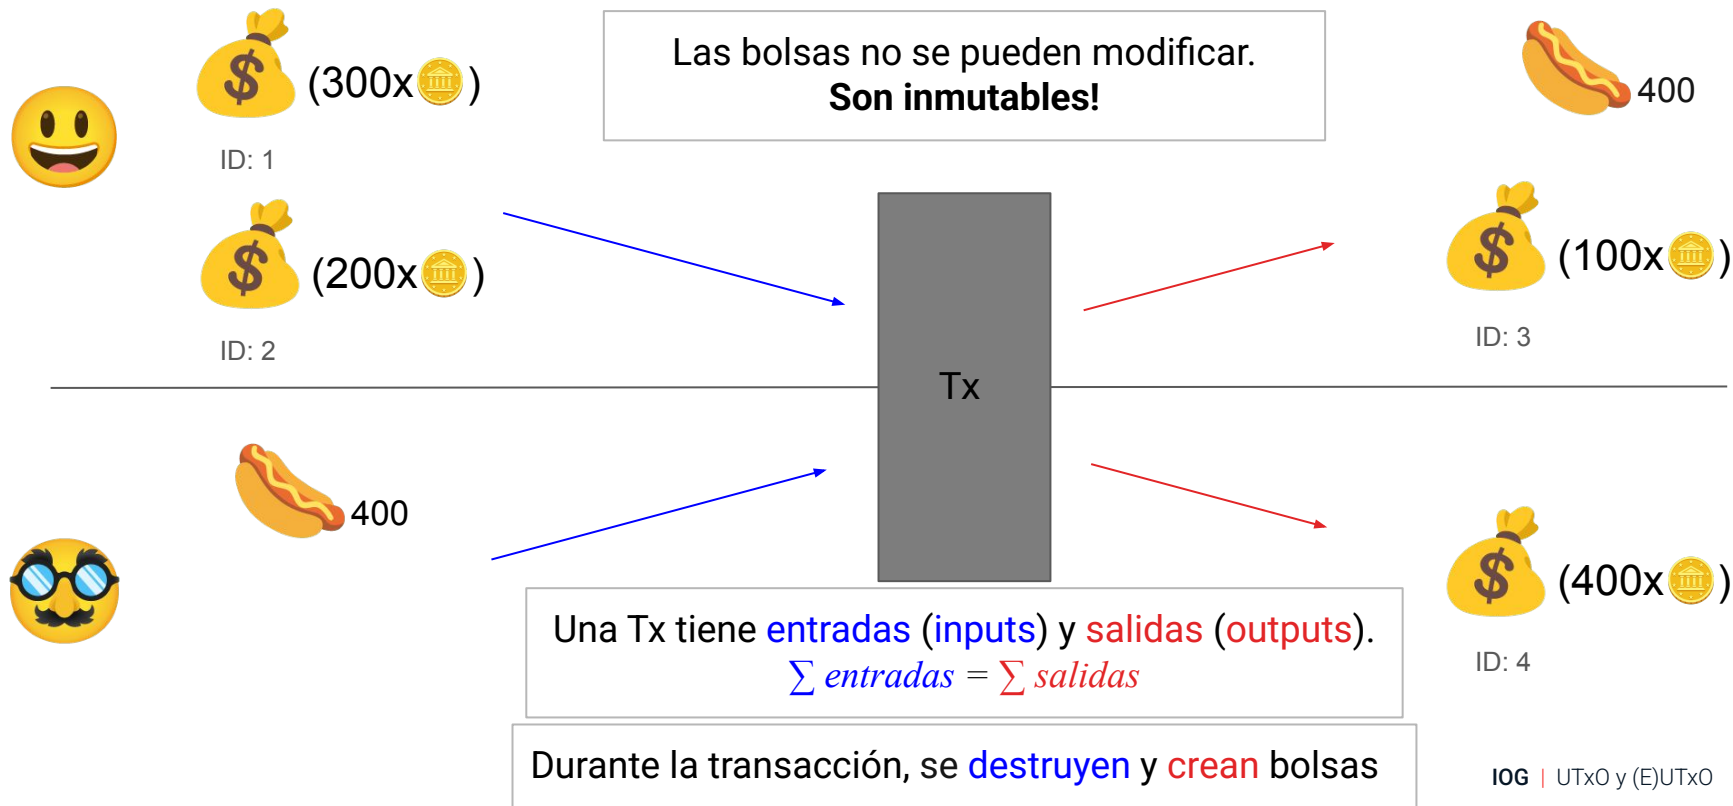 (300x )
ID: 1
(200x )
ID: 2
Las bolsas no se pueden modificar.
Son inmutables!
400
(100x )
ID: 3
Tx
400
(400x )
ID: 4
Una Tx tiene entradas (inputs) y salidas (outputs).
∑ entradas = ∑ salidas
Durante la transacción, se destruyen y crean bolsas
IOG | UTxO y (E)UTxO